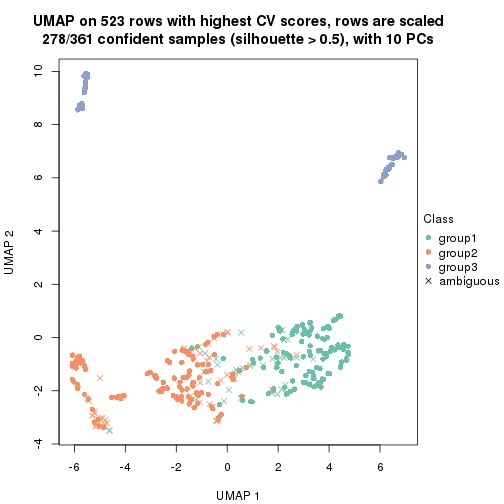 UMAP on 523 rows with highest CV scores, rows are scaled
278/361 confident samples (silhouette > 0.5), with 10 PCs
10
8
6
4
2
0
-2
-4
UMAP 2
-6
-4
-2
0
2
4
6
UMAP 1
Class
group1
group2
group3
ambiguous